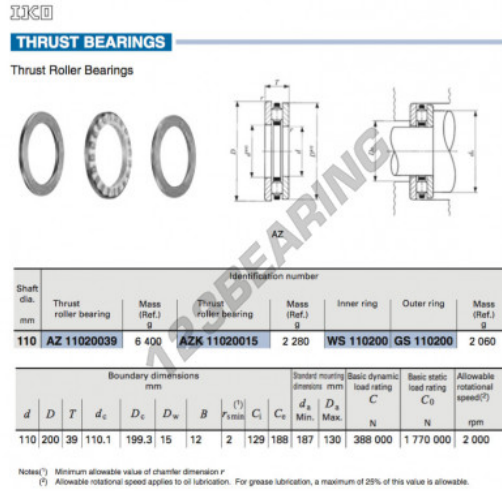 IKO
THRUST BEARINGS
Thrust Roller Bearings
T
r
D
d
AZ
123BEARING
Identification number
Shaft dia. mm
Thrust roller bearing
Mass (Ref.) g
Thrust roller bearing
Mass (Ref.) g
Inner ring
Outer ring
Mass (Ref.) g
110 AZ 11020039 6 400 AZK 11020015 2 280 WS 110200 GS 110200 2 060
Boundary dimensions mm
Standard mounting dimensions mm
Basic dynamic load rating C N
Basic static load rating C0 N
Allowable rotational speed(2) rpm
d D T dc Dc Dw B rs min(1) Ci Ce da Min. Da Max.
110 200 39 110.1 199.3 15 12 2 129 188 187 130 388 000 1 770 000 2 000
Notes(1) Minimum allowable value of chamfer dimension r
(2) Allowable rotational speed applies to oil lubrication. For grease lubrication, a maximum of 25% of this value is allowable.